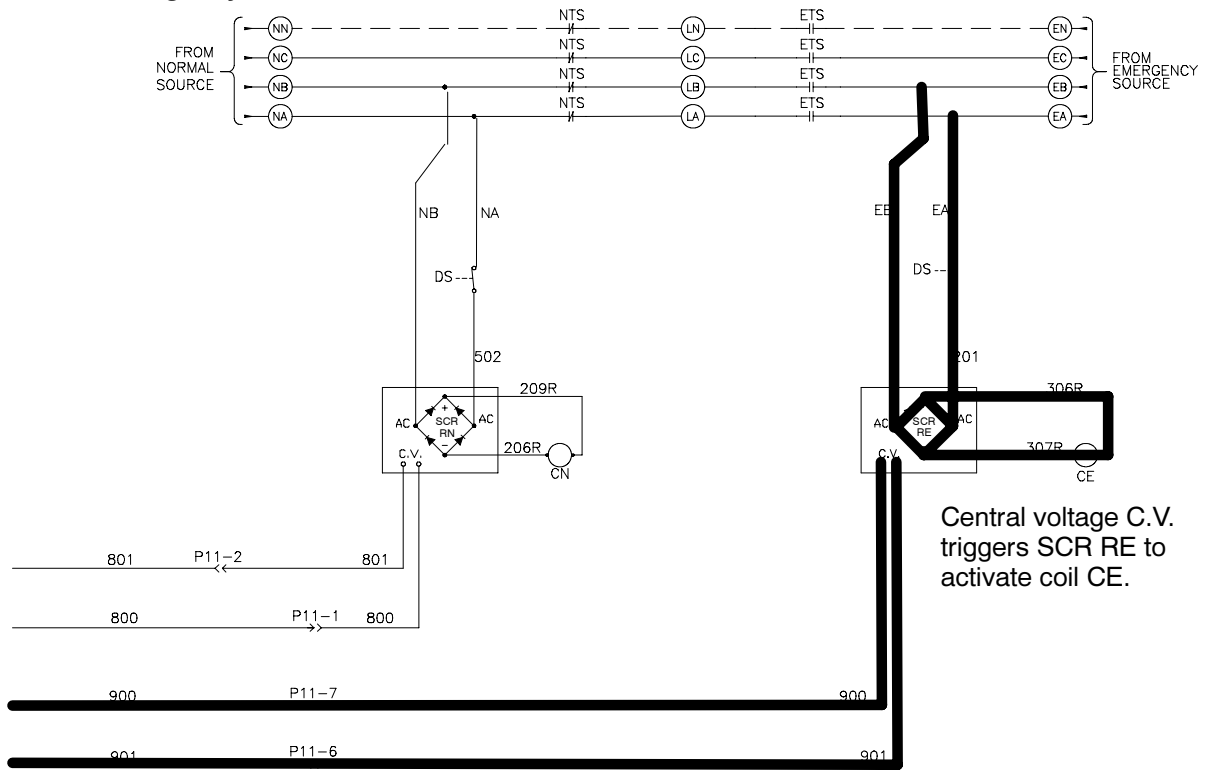 NN NTS LN ETS EN
FROM NORMAL SOURCE
NC NTS LC ETS EC
FROM EMERGENCY SOURCE
NB NTS LB ETS EB
NA NTS LA ETS EA
NB NA
EA
DS
DS
502
201
209R
306R
AC + SCR RN - AC
AC SCR RE AC
206R
307R
C.V.
C.V.
CN
CE
Central voltage C.V.
triggers SCR RE to
activate coil CE.
801 P11-2 801
800 P11-1 800
900 P11-7 900
901 P11-6 901